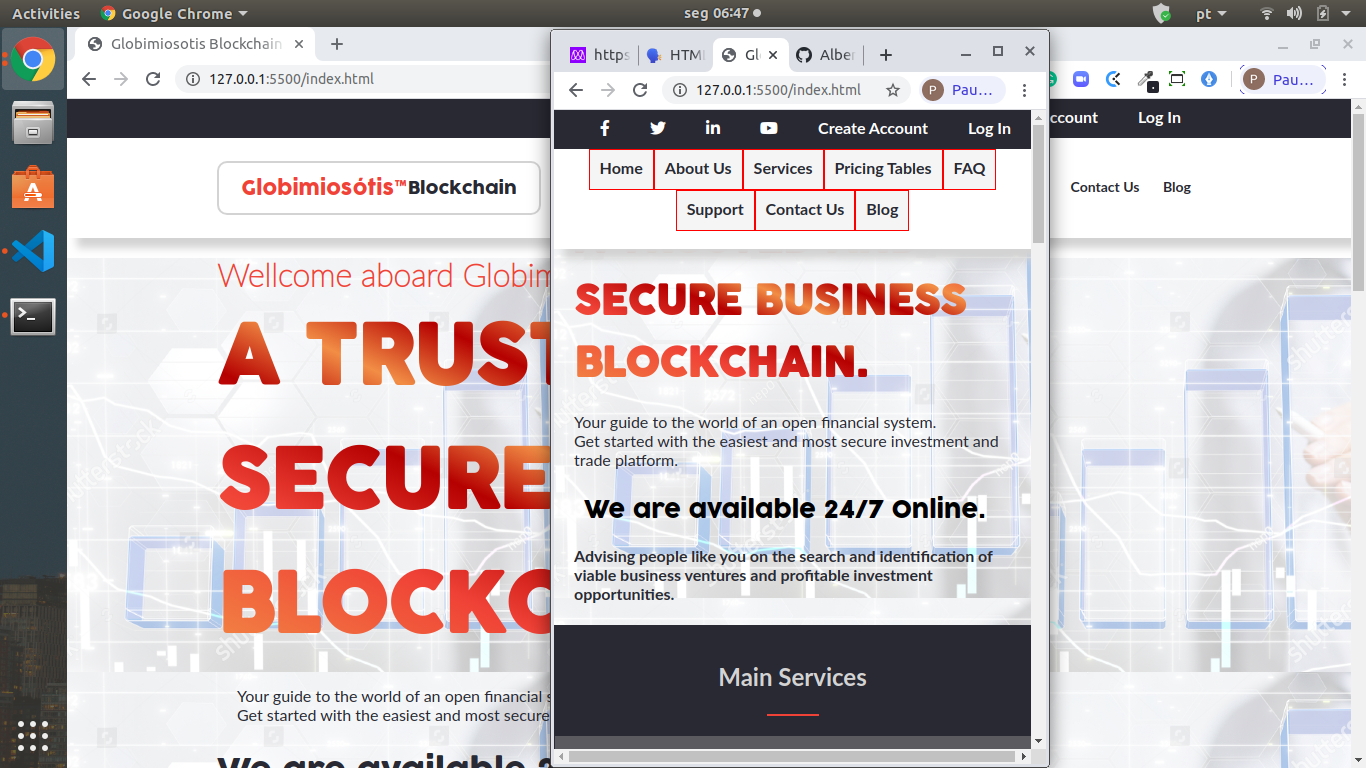 Activities
Google Chrome
seg 06:47
pt
Globimiosotis Blockchain
127.0.0.1:5500/index.html
https
HTM
Gl
Alber
127.0.0.1:5500/index.html
P
Pau...
P
Pau...
Create Account
Log In
ccount
Log In
Home
About Us
Services
Pricing Tables
FAQ
Support
Contact Us
Blog
Globimiosótis™Blockchain
Contact Us
Blog
Wellcome aboard Globim
A TRUST
SECURE
BLOCKC
Your guide to the world of an open financial s
Get started with the easiest and most secure
We are available 2
SECURE BUSINESS
BLOCKCHAIN.
Your guide to the world of an open financial system.
Get started with the easiest and most secure investment and
trade platform.
We are available 24/7 Online.
Advising people like you on the search and identification of
viable business ventures and profitable investment
opportunities.
Main Services
shutterstock